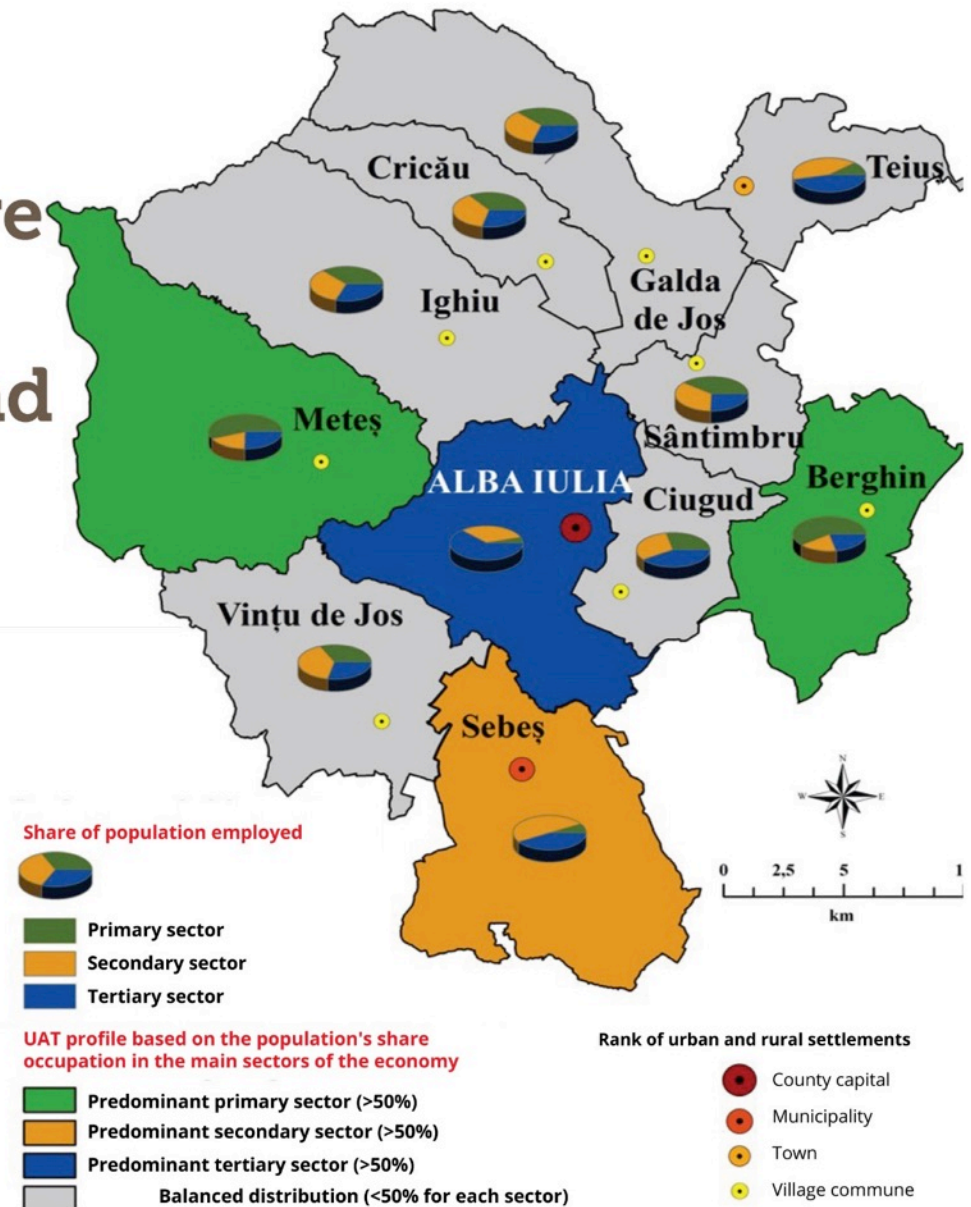 re
ad
Cricău
Teiuș
Galda
de Jos
Ighiu
Meteș
Sântimbru
ALBA IULIA
Ciugud
Berghin
Vințu de Jos
Sebeș
N
W
E
S
0 2,5 5 1
km
Share of population employed
Primary sector
Secondary sector
Tertiary sector
UAT profile based on the population's share
occupation in the main sectors of the economy
Predominant primary sector (>50%)
Predominant secondary sector (>50%)
Predominant tertiary sector (>50%)
Balanced distribution (<50% for each sector)
Rank of urban and rural settlements
County capital
Municipality
Town
Village commune